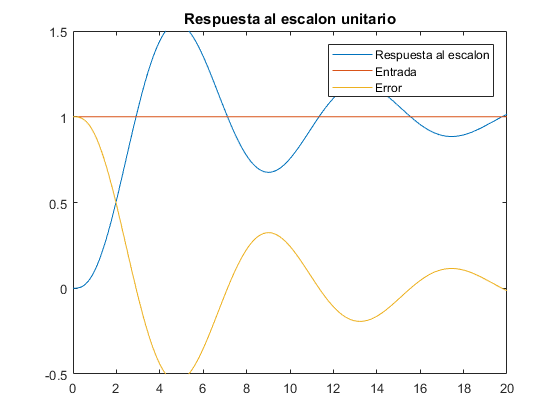 Respuesta al escalon unitario
Respuesta al escalon
Entrada
Error
1.5
1
0.5
0
-0.5
0 2 4 6 8 10 12 14 16 18 20